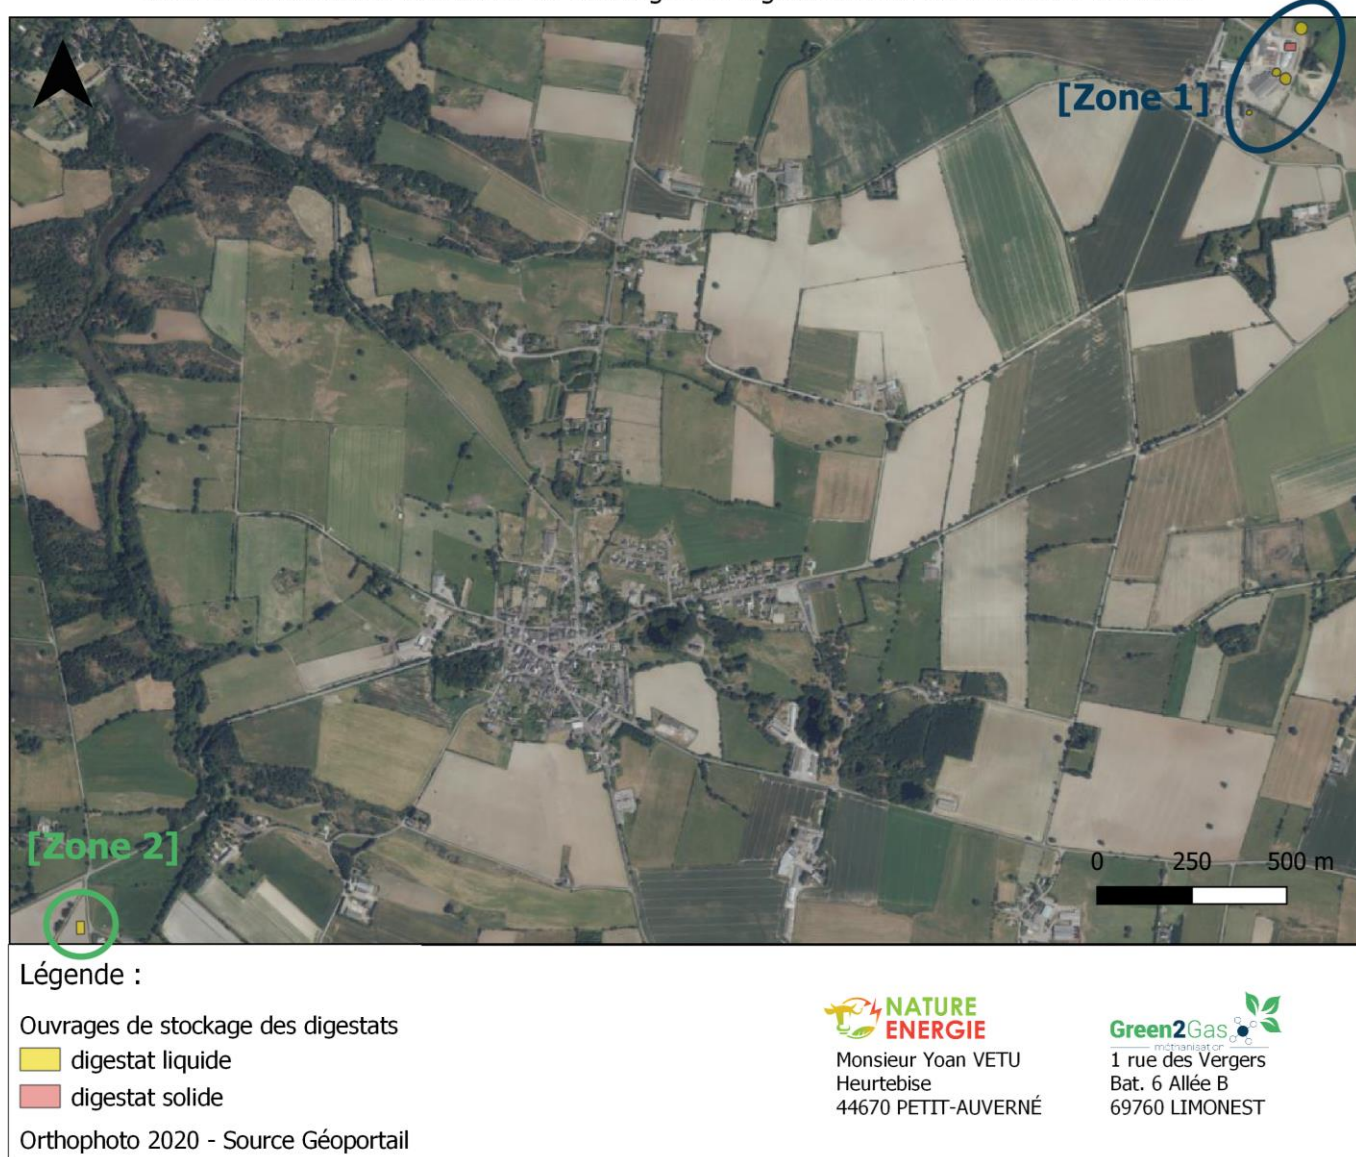 [Zone 1]
[Zone 2]
0 250 500 m
Légende :
Ouvrages de stockage des digestats
digestat liquide
digestat solide
Orthophoto 2020 - Source Géoportail
NATURE
ENERGIE
Monsieur Yoan VETU
Heurtebise
44670 PETIT-AUVERNÉ
Green2Gas
méthanisation
1 rue des Vergers
Bat. 6 Allée B
69760 LIMONEST